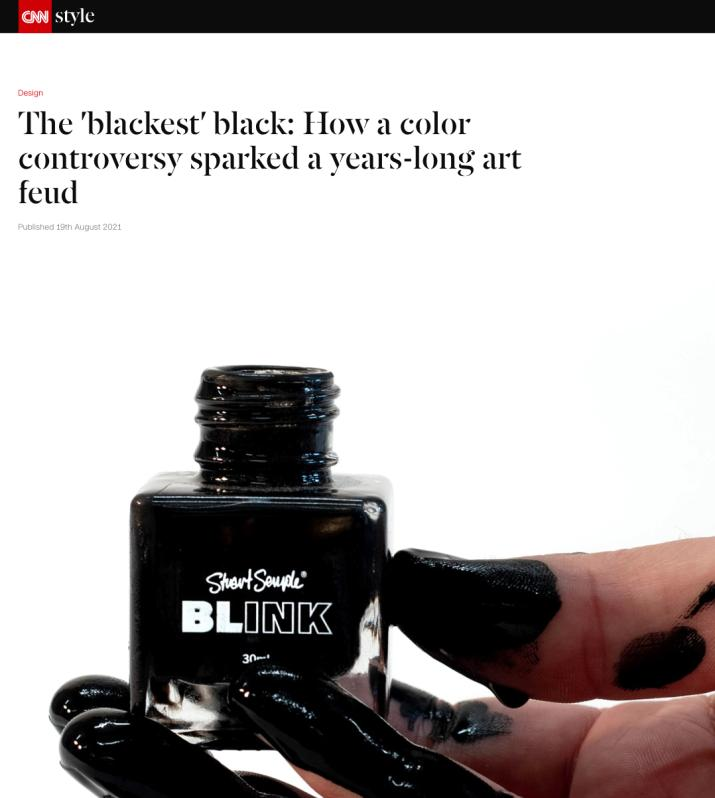 CNN style
Design
The 'blackest' black: How a color
controversy sparked a years-long art
feud
Published 19th August 2021
Stuart Semple®
BLINK
30ml